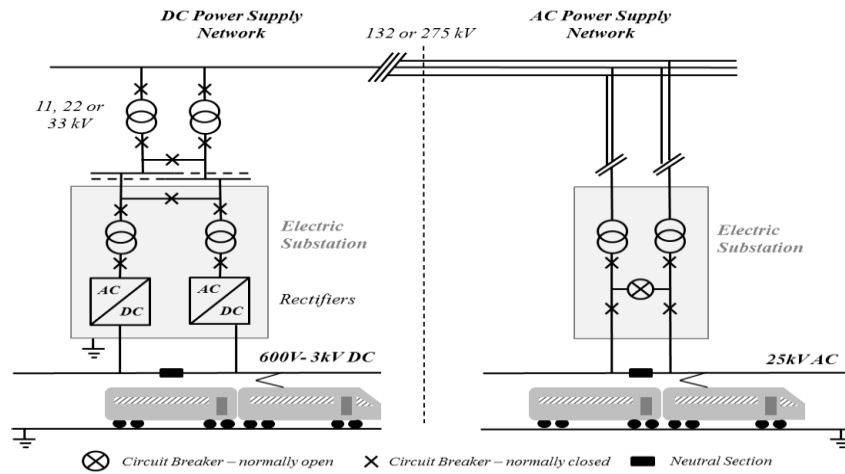 DC Power Supply
Network
AC Power Supply
Network
132 or 275 kV
11, 22 or
33 kV
Electric
Substation
Electric
Substation
AC
DC
AC
DC
Rectifiers
600V- 3kV DC
25kV AC
Circuit Breaker – normally open
Circuit Breaker – normally closed
Neutral Section